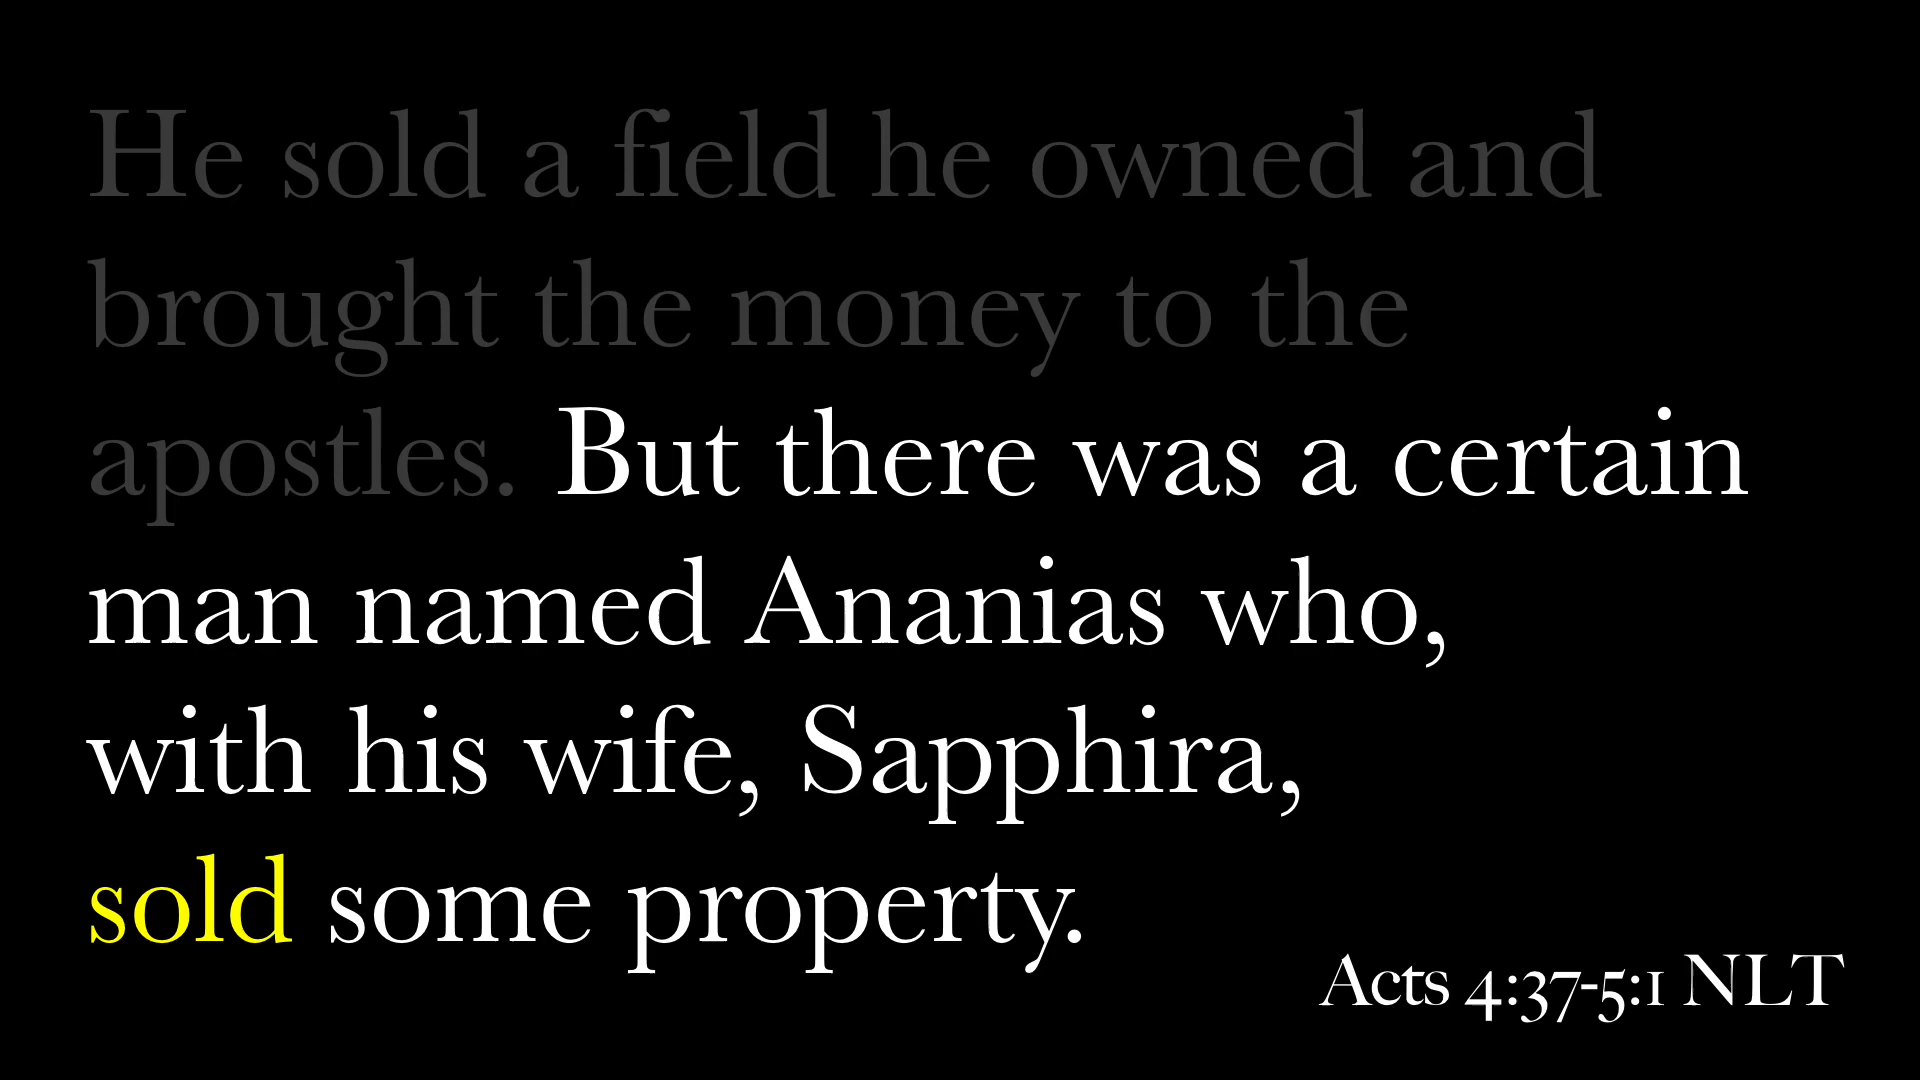 He sold a field he owned and
brought the money to the
apostles. But there was a certain
man named Ananias who,
with his wife, Sapphira,
sold some property.
Acts 4:37-5:1 NLT